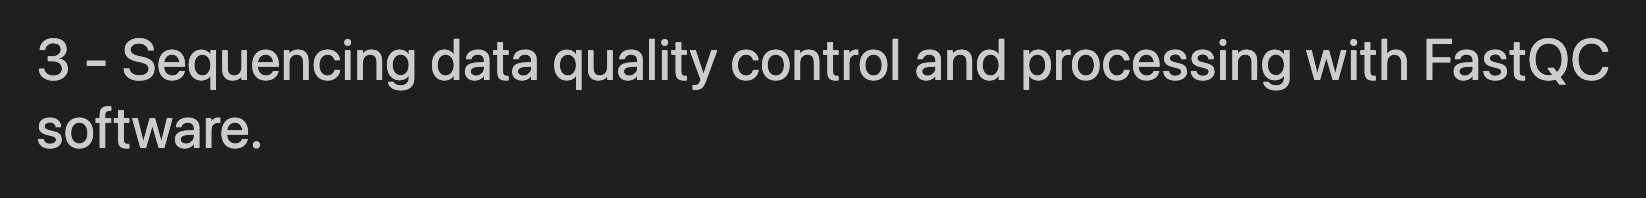 3 - Sequencing data quality control and processing with FastQC
software.